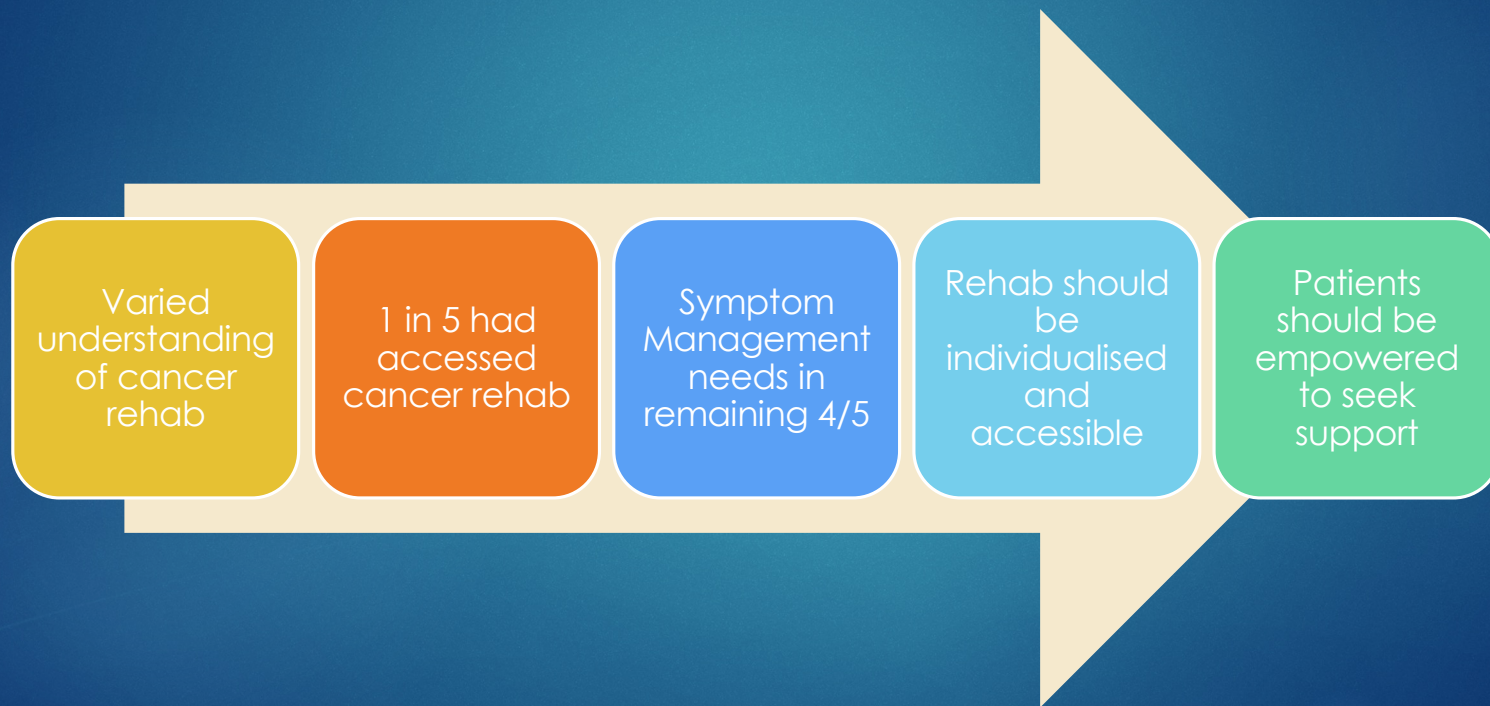 Varied
understanding
of cancer
rehab
1 in 5 had
accessed
cancer rehab
Symptom
Management
needs in
remaining 4/5
Rehab should
be
individualised
and
accessible
Patients
should be
empowered
to seek
support